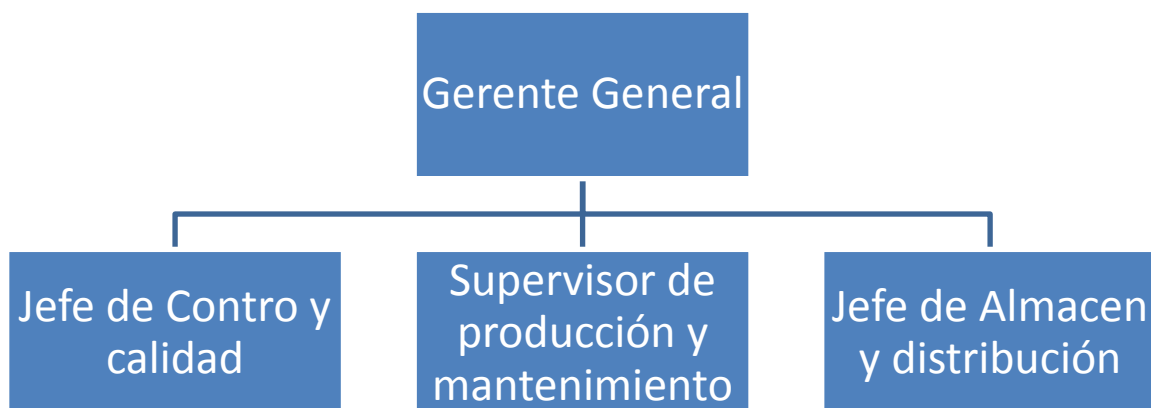 Gerente General
Jefe de Contro y
calidad
Supervisor de
producción y
mantenimiento
Jefe de Almacen
y distribución